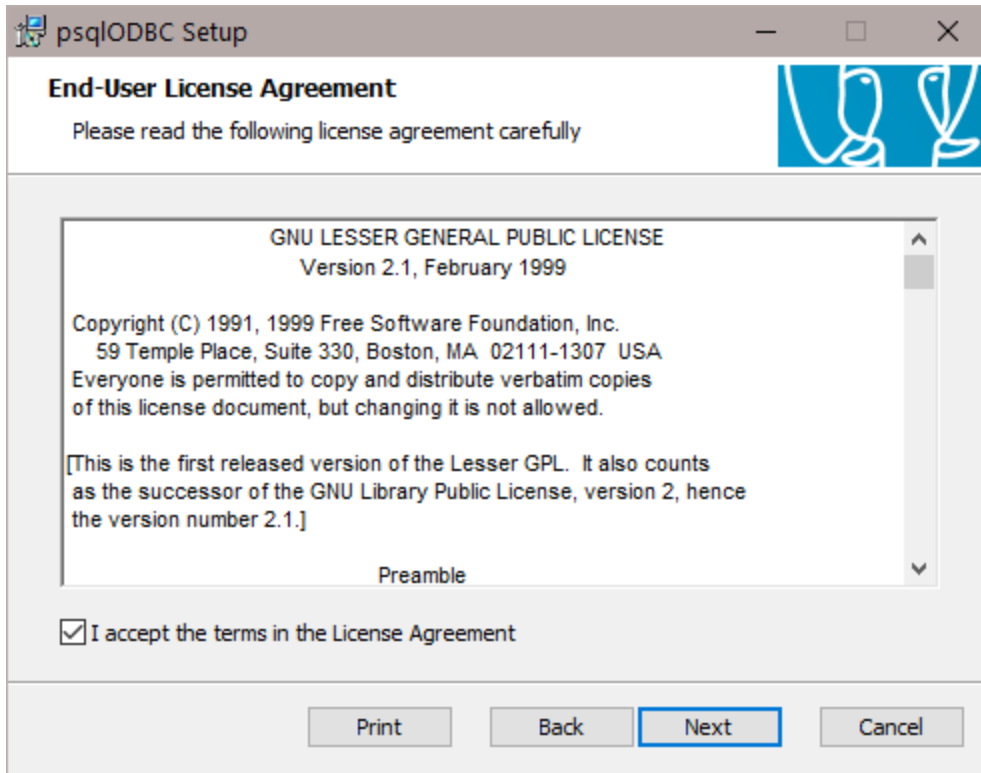 psqlODBC Setup
End-User License Agreement
Please read the following license agreement carefully
GNU LESSER GENERAL PUBLIC LICENSE
Version 2.1, February 1999
Copyright (C) 1991, 1999 Free Software Foundation, Inc.
59 Temple Place, Suite 330, Boston, MA  02111-1307  USA
Everyone is permitted to copy and distribute verbatim copies
of this license document, but changing it is not allowed.
[This is the first released version of the Lesser GPL.  It also counts
as the successor of the GNU Library Public License, version 2, hence
the version number 2.1.]
Preamble
I accept the terms in the License Agreement
Print
Back
Next
Cancel